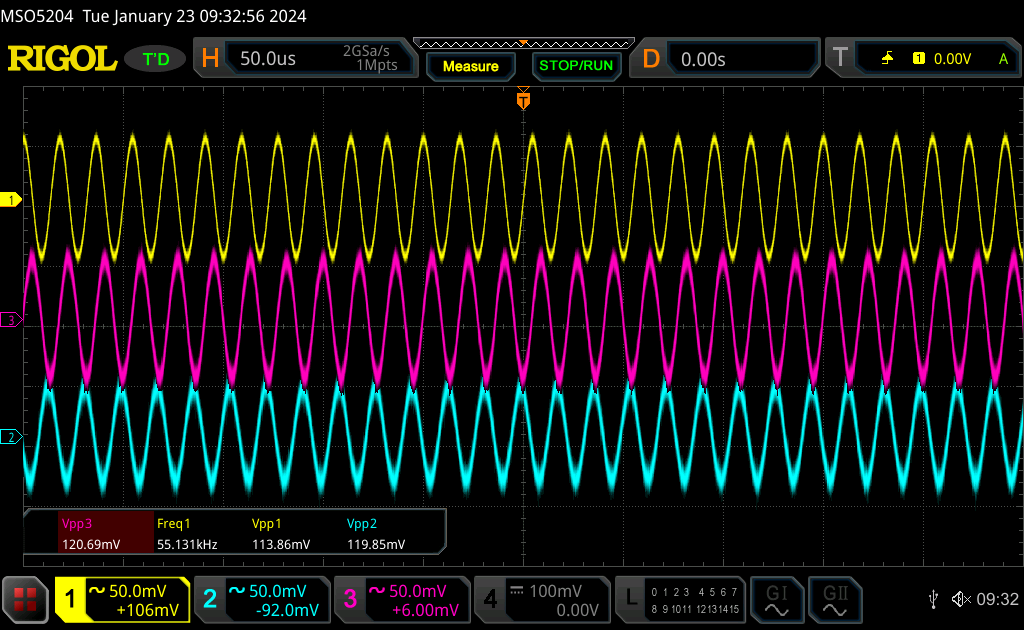 MSO5204 Tue January 23 09:32:56 2024
RIGOL T'D H 50.0us 2GSa/s 1Mpts Measure STOP/RUN D 0.00s T 1 0.00V A
T
1
3
2
Vpp3 Freq1 Vpp1 Vpp2
120.69mV 55.131kHz 113.86mV 119.85mV
1 50.0mV +106mV
2 50.0mV -92.0mV
3 50.0mV +6.00mV
4 100mV 0.00V
L 0 1 2 3 4 5 6 7
8 9 10 11 12 13 14 15
GI GII 09:32